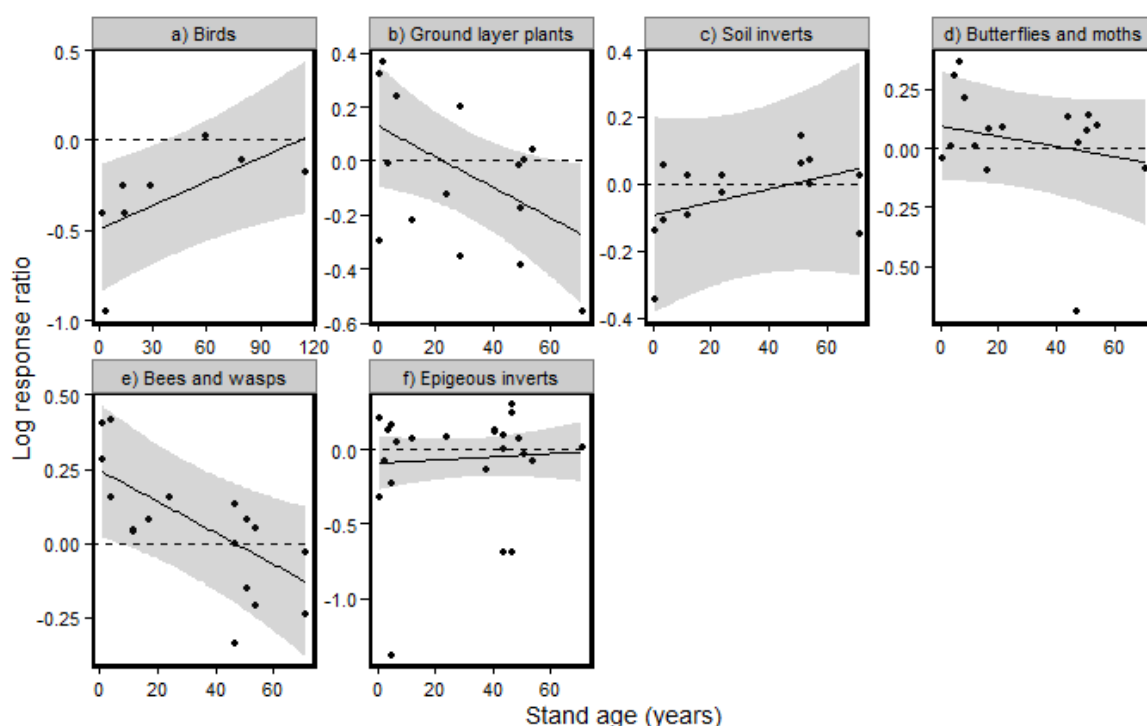 a) Birds
b) Ground layer plants
c) Soil inverts
d) Butterflies and moths
0.5
0.0
-0.5
-1.0
0.4
0.2
0.0
-0.2
-0.4
-0.6
0.4
0.2
0.0
-0.2
-0.4
0.25
0.00
-0.25
-0.50
0 30 60 90 120
0 20 40 60
0 20 40 60
0 20 40 60
Log response ratio
e) Bees and wasps
f) Epigeous inverts
0.50
0.25
0.00
-0.25
0.0
-0.5
-1.0
0 20 40 60
0 20 40 60
Stand age (years)